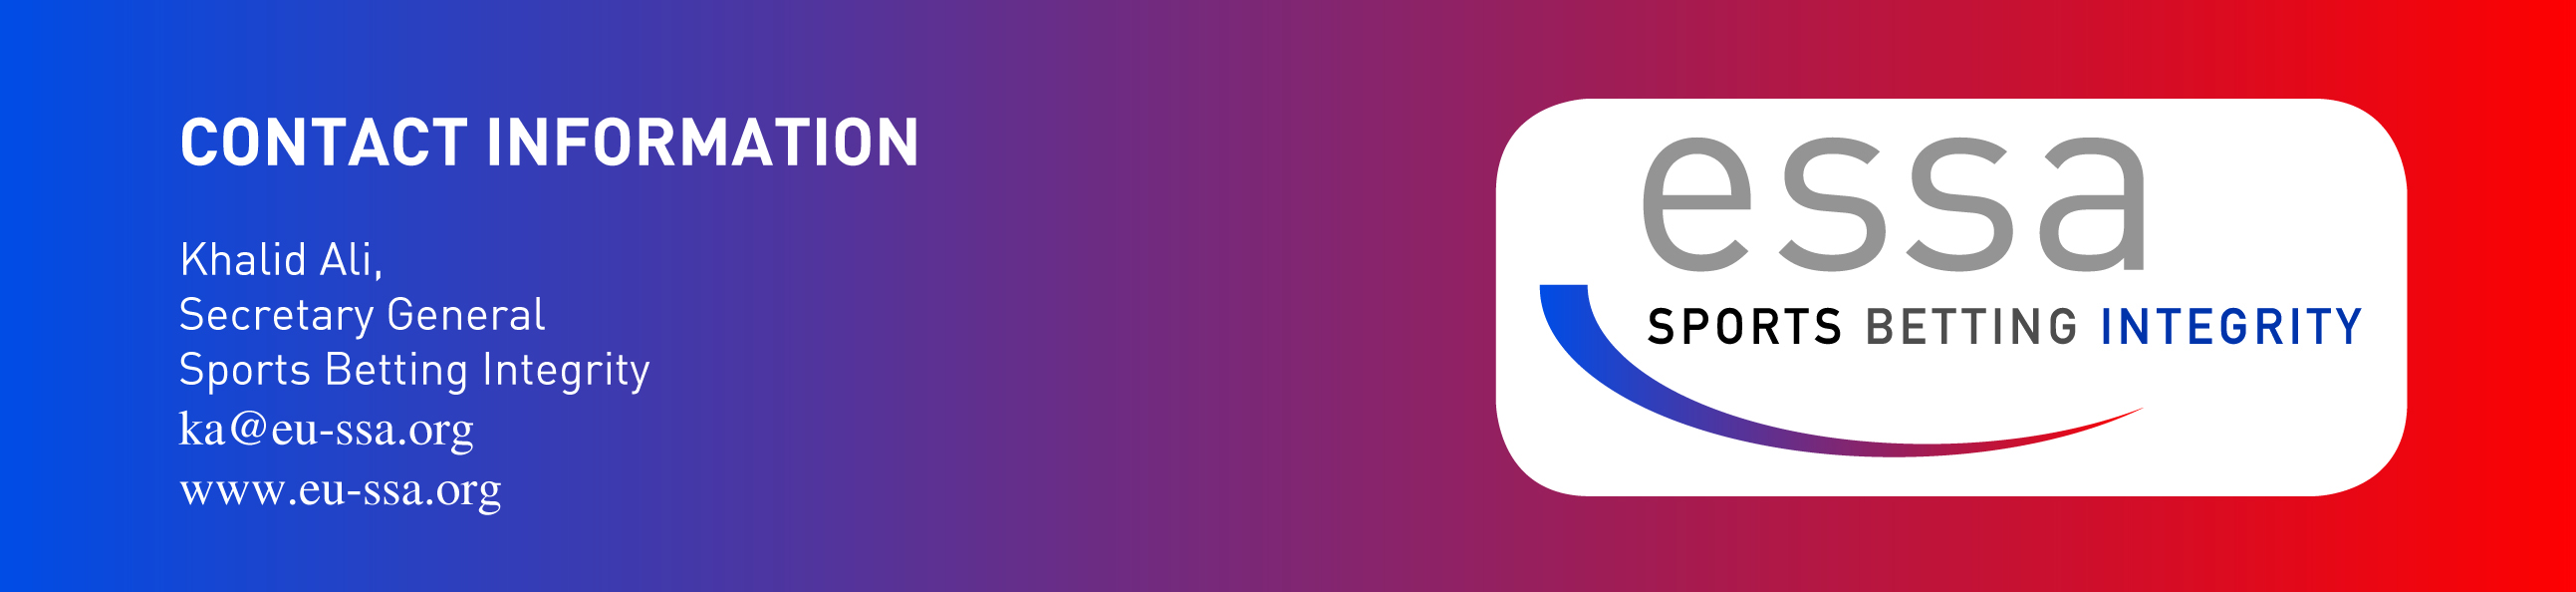 CONTACT INFORMATION
Khalid Ali,
Secretary General
Sports Betting Integrity
ka@eu-ssa.org
www.eu-ssa.org
essa
SPORTS BETTING INTEGRITY